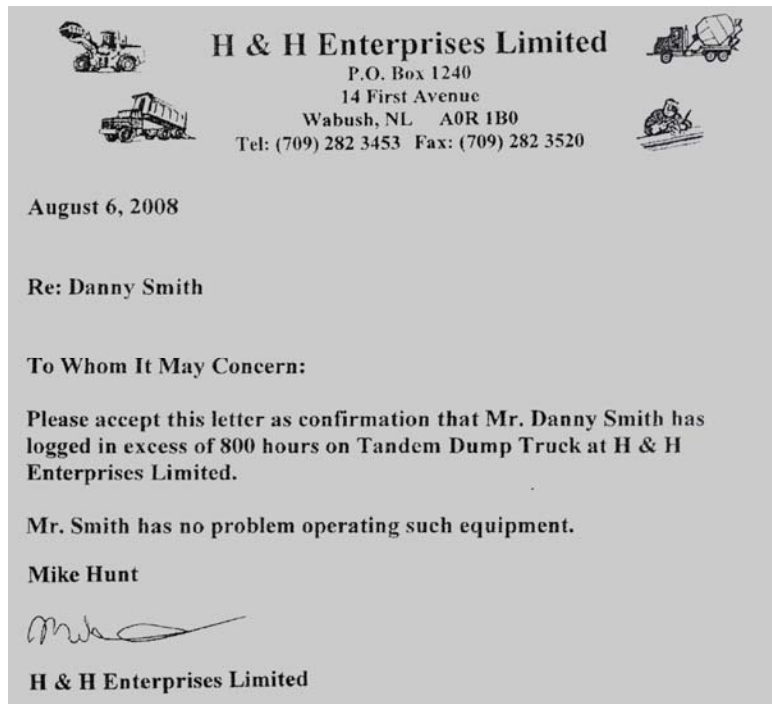 H & H Enterprises Limited
P.O. Box 1240
14 First Avenue
Wabush, NL A0R 1B0
Tel: (709) 282 3453 Fax: (709) 282 3520
August 6, 2008
Re: Danny Smith
To Whom It May Concern:
Please accept this letter as confirmation that Mr. Danny Smith has
logged in excess of 800 hours on Tandem Dump Truck at H & H
Enterprises Limited.
Mr. Smith has no problem operating such equipment.
Mike Hunt
H & H Enterprises Limited